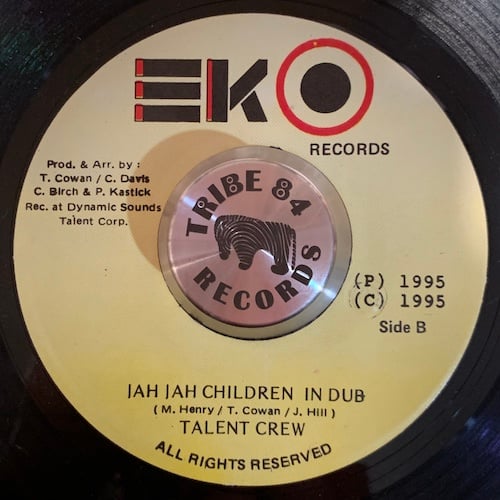 EKO
RECORDS
Prod. & Arr. by :
T. Cowan / C. Davis
C. Birch & P. Kastick
Rec. at Dynamic Sounds
Talent Corp.
TRIBE 84
RECORDS
(P) 1995
(C) 1995
Side B
JAH JAH CHILDREN IN DUB
( M. Henry / T. Cowan / J. Hill )
TALENT CREW
ALL RIGHTS RESERVED